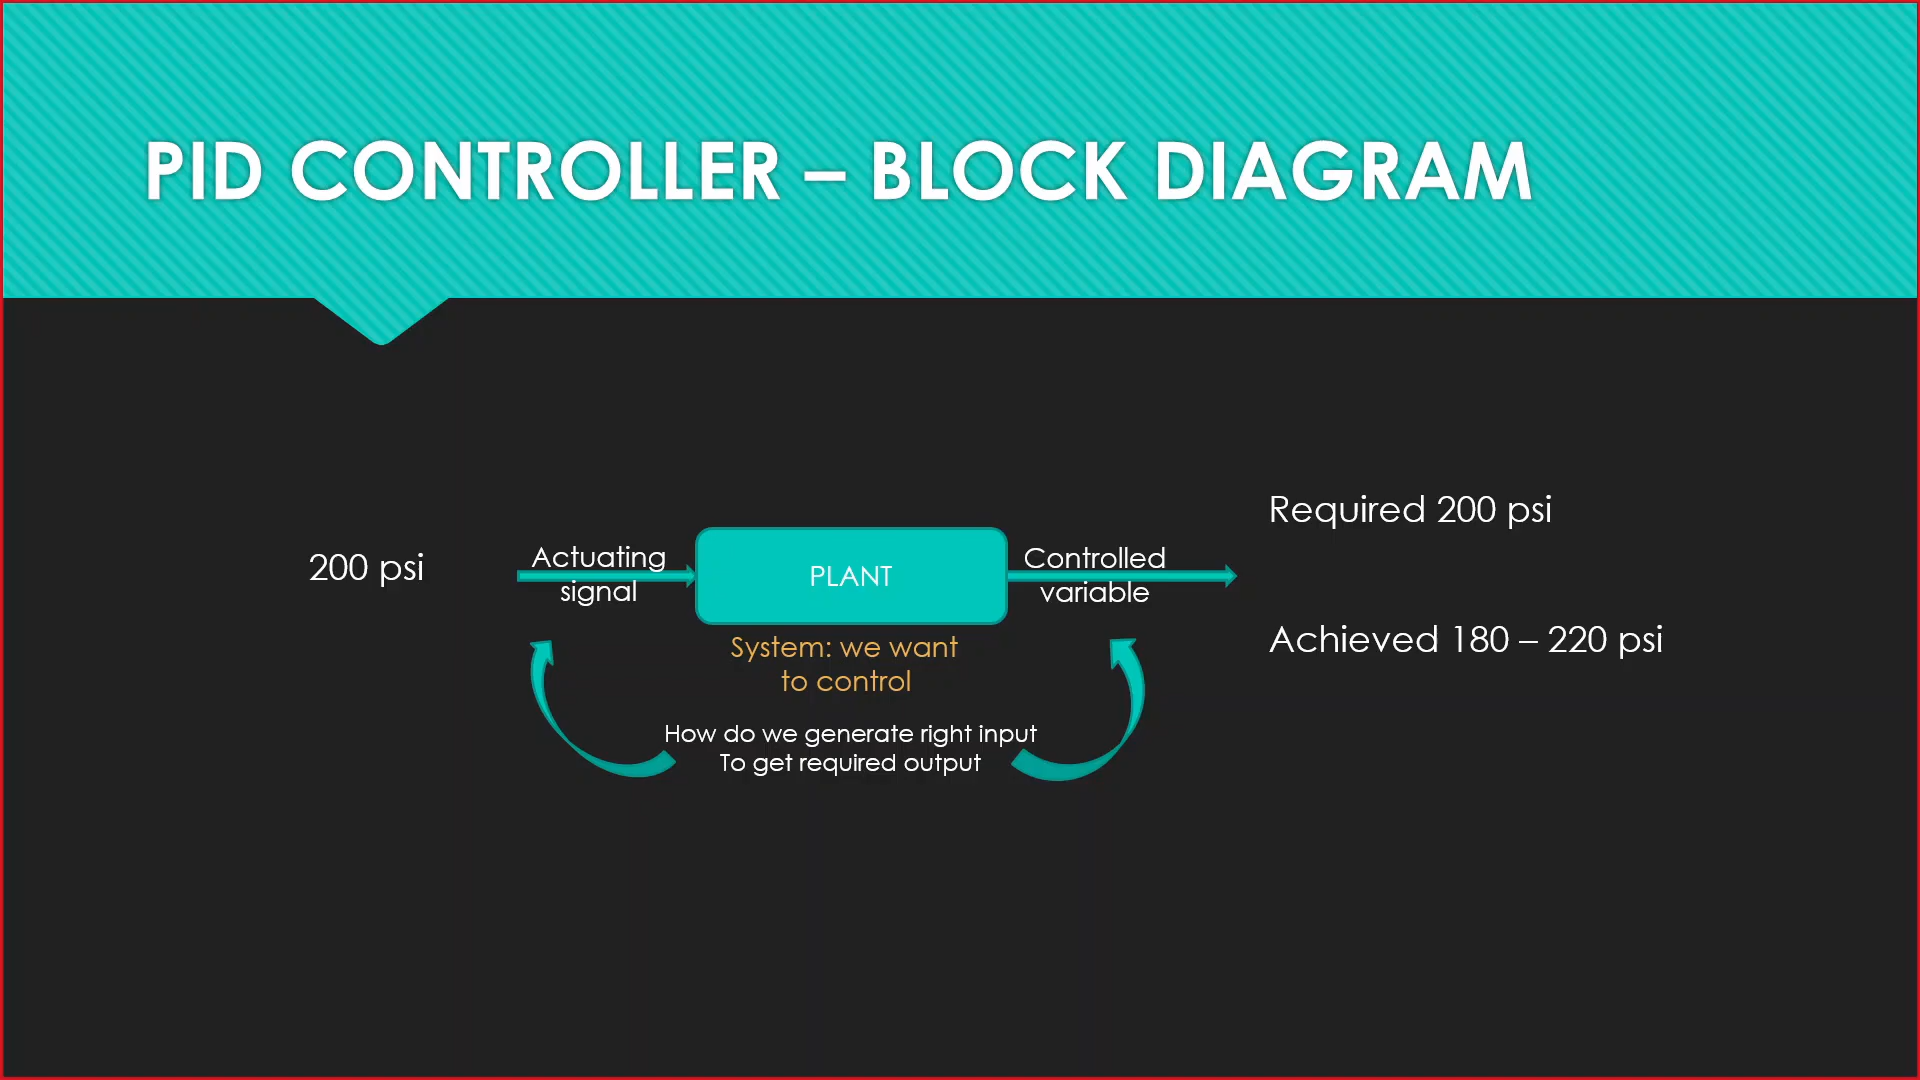 PID CONTROLLER – BLOCK DIAGRAM
200 psi
Actuating
signal
PLANT
Controlled
variable
Required 200 psi
Achieved 180 – 220 psi
System: we want
to control
How do we generate right input
To get required output